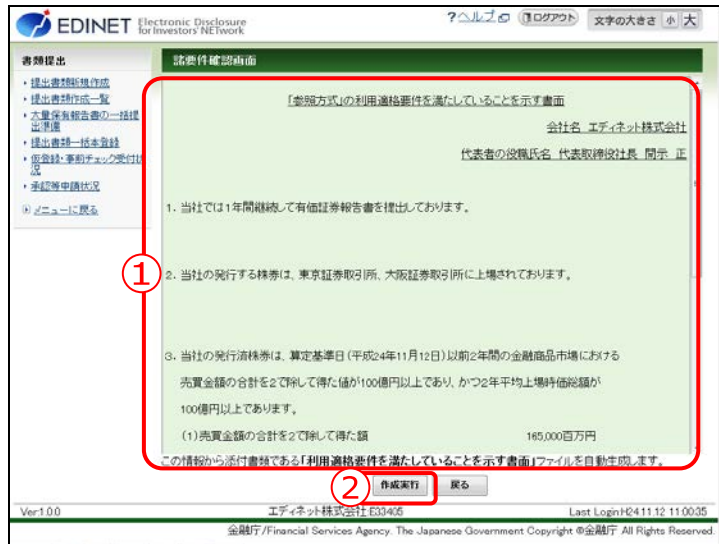 EDINET Electronic Disclosure for Investors' NETwork
?ヘルプ ログアウト 文字の大きさ 小 大
書類提出
諸要件確認画面
・提出書類新規作成
・提出書類作成一覧
・大量保有報告書の一括提
出準備
・提出書類一括本登録
・仮登録・事前チェック受付状
況
・承認等申請状況
メニューに戻る
「参照方式」の利用適格要件を満たしていることを示す書面
会社名 エディネット株式会社
代表者の役職氏名 代表取締役社長 開示 正
1. 当社では1年間継続して有価証券報告書を提出しております。
①
2. 当社の発行する株券は、東京証券取引所、大阪証券取引所に上場されております。
3. 当社の発行済株券は、算定基準日(平成24年11月12日)以前2年間の金融商品市場における
売買金額の合計を2で除して得た値が100億円以上であり、かつ2年平均上場時価総額が
100億円以上であります。
(1)売買金額の合計を2で除して得た額 165,000百万円
この情報から添付書類である「利用適格要件を満たしていることを示す書面」ファイルを自動生成します。
② 作成実行 戻る
Ver.1.0.0 エディネット株式会社 E33405 Last Login:H24.11.12 11:00:35
金融庁/Financial Services Agency. The Japanese Government Copyright ©金融庁 All Rights Reserved.